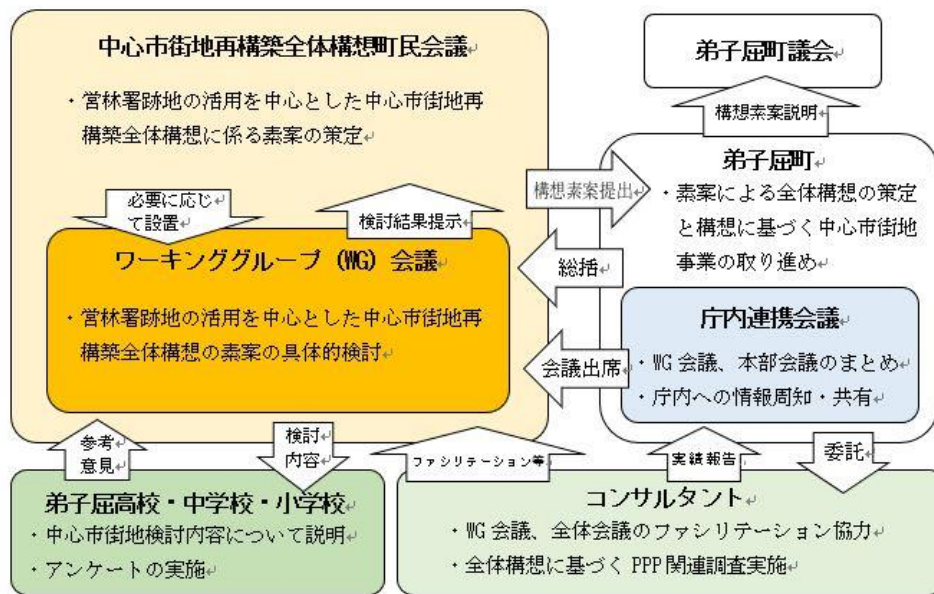 中心市街地再構築全体構想町民会議
・営林署跡地の活用を中心とした中心市街地再
構築全体構想に係る素案の策定
必要に応じ
て設置
検討結果提示
ワーキンググループ（WG）会議
・営林署跡地の活用を中心とした中心市街地再
構築全体構想の素案の具体的検討
弟子屈町議会
構想素案説明
構想素案提出
弟子屈町
・素案による全体構想の策定
と構想に基づく中心市街地
事業の取り進め
総括
庁内連携会議
・WG会議、本部会議のまとめ
・庁内への情報周知・共有
会議出席
参考
意見
検討
内容
ファシリテーション等
実績報告
委託
弟子屈高校・中学校・小学校
・中心市街地検討内容について説明
・アンケートの実施
コンサルタント
・WG会議、全体会議のファシリテーション協力
・全体構想に基づくPPP関連調査実施